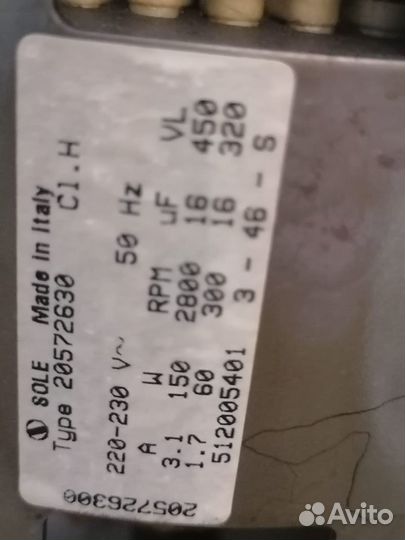 SOLE Made in Italy
Type 20572630 Cl.H
220-230 V~ 50 Hz
A W RPM uF VL
3.1 150 2800 16 450
1.7 60 300 16 320
512005401 3 - 46 - S
205726300
Avito